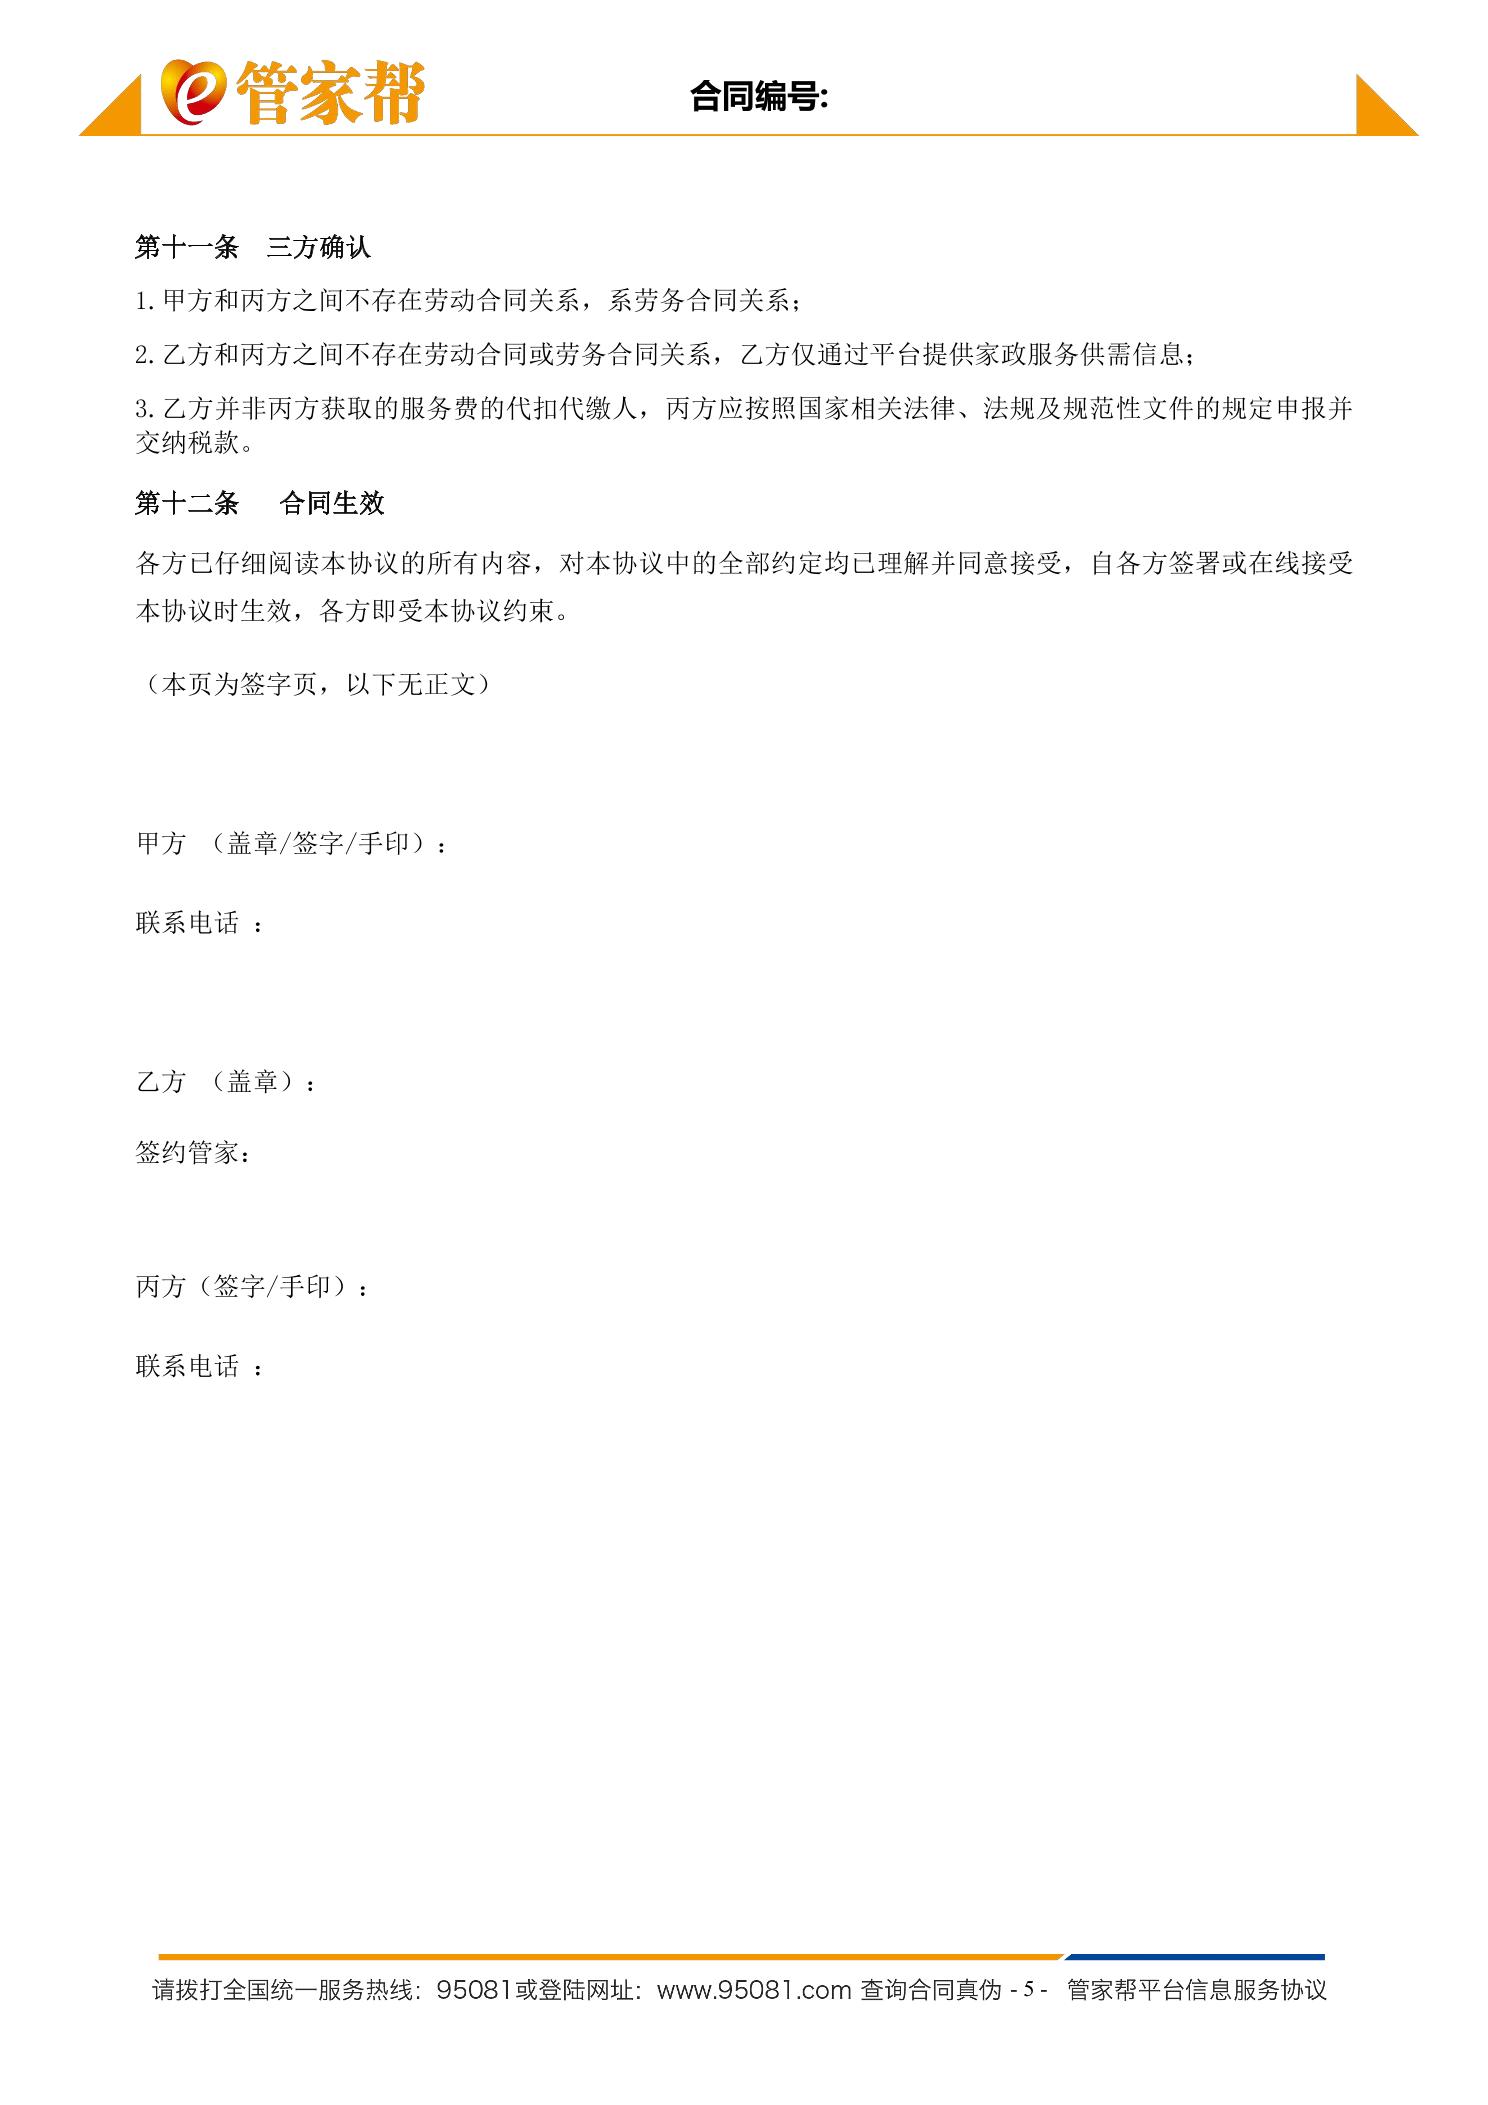 管家帮
合同编号:
第十一条 三方确认
1.甲方和丙方之间不存在劳动合同关系，系劳务合同关系；
2.乙方和丙方之间不存在劳动合同或劳务合同关系，乙方仅通过平台提供家政服务供需信息；
3.乙方并非丙方获取的服务费的代扣代缴人，丙方应按照国家相关法律、法规及规范性文件的规定申报并
交纳税款。
第十二条 合同生效
各方已仔细阅读本协议的所有内容，对本协议中的全部约定均已理解并同意接受，自各方签署或在线接受
本协议时生效，各方即受本协议约束。
（本页为签字页，以下无正文）
甲方 （盖章/签字/手印）：
联系电话 ：
乙方 （盖章）：
签约管家：
丙方（签字/手印）：
联系电话 ：
请拨打全国统一服务热线：95081或登陆网址：www.95081.com 查询合同真伪 - 5 - 管家帮平台信息服务协议